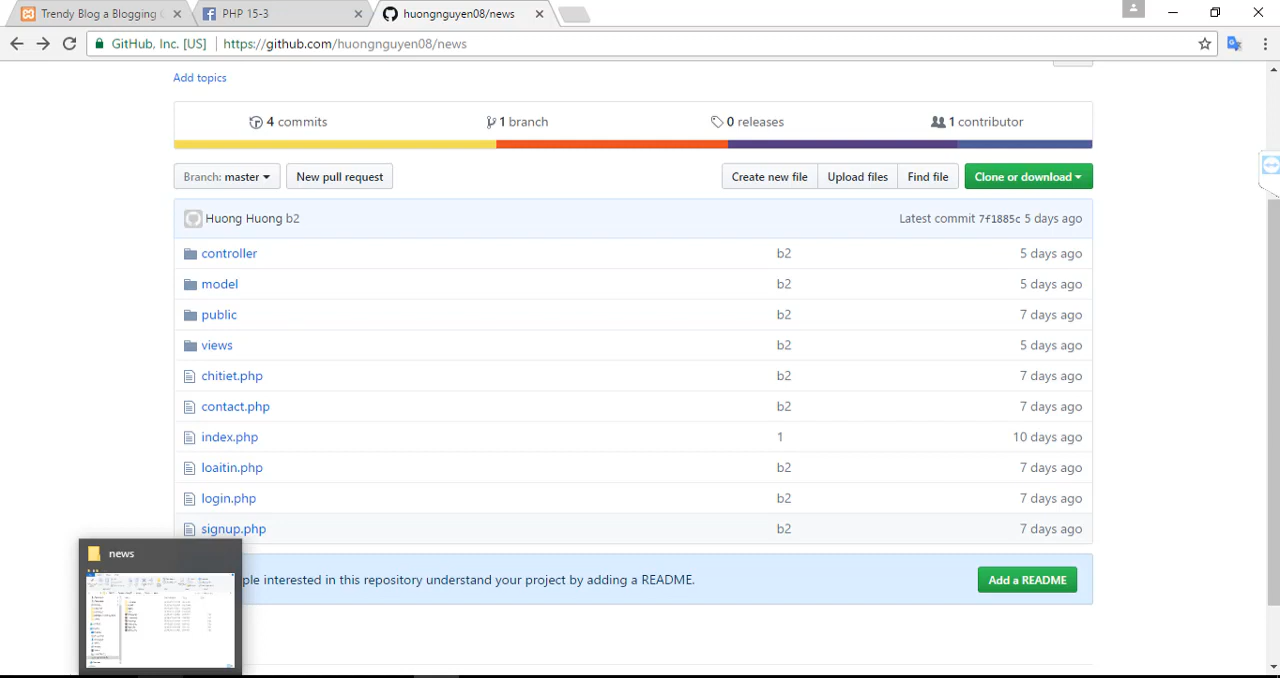 Trendy Blog a Blogging
PHP 15-3
huongnguyen08/news
GitHub, Inc. [US] https://github.com/huongnguyen08/news
Add topics
4 commits 1 branch 0 releases 1 contributor
Branch: master New pull request Create new file Upload files Find file Clone or download
Huong Huong b2 Latest commit 7f1885c 5 days ago
controller b2 5 days ago
model b2 5 days ago
public b2 7 days ago
views b2 5 days ago
chitiet.php b2 7 days ago
contact.php b2 7 days ago
index.php 1 10 days ago
loaitin.php b2 7 days ago
login.php b2 7 days ago
signup.php b2 7 days ago
news
ple interested in this repository understand your project by adding a README. Add a README